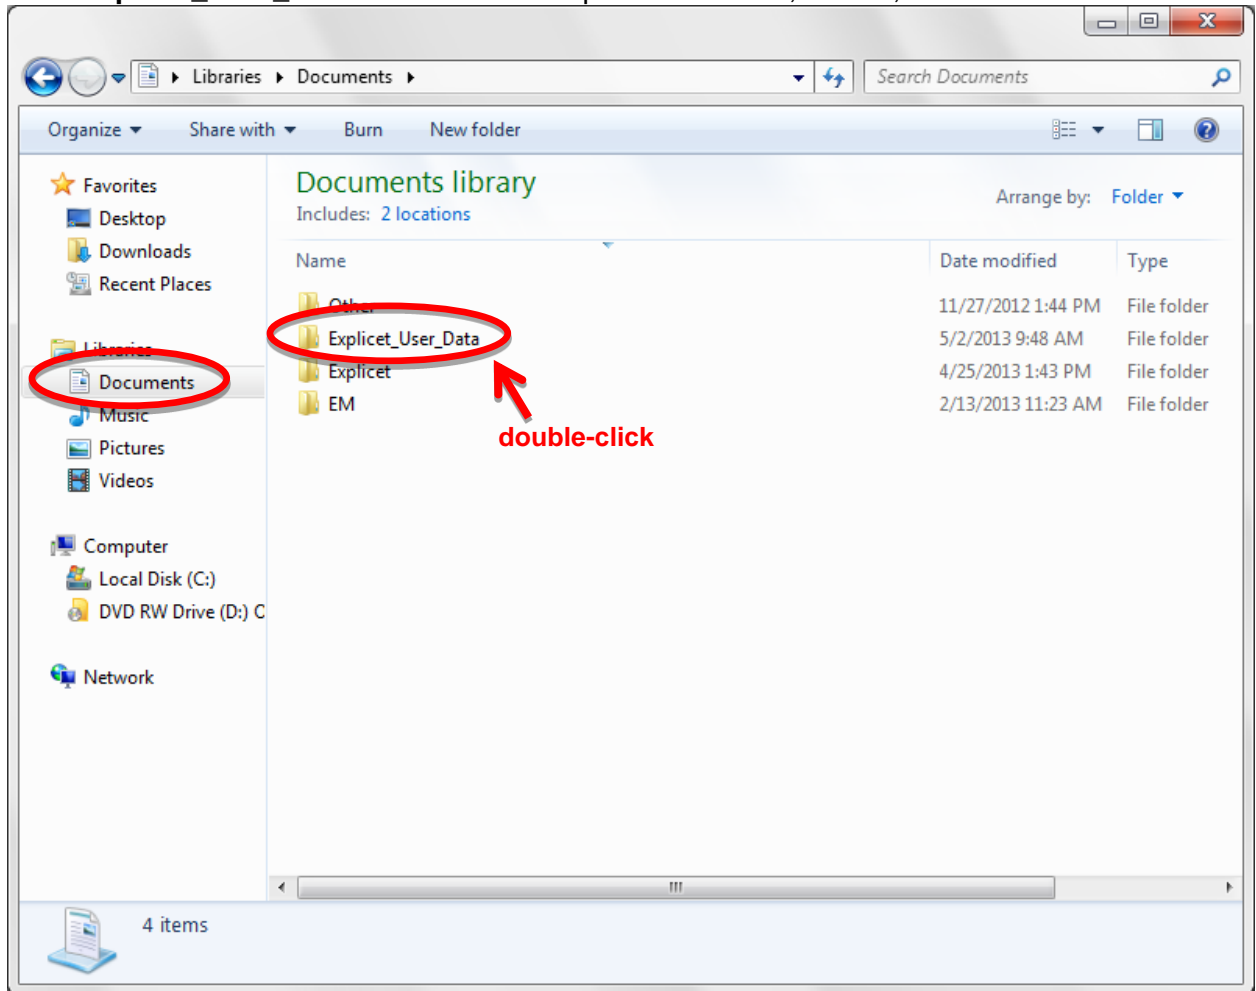 Libraries ▸ Documents ▸
Search Documents
Organize Share with Burn New folder
Favorites
Desktop
Downloads
Recent Places
Libraries
Documents
Music
Pictures
Videos
Computer
Local Disk (C:)
DVD RW Drive (D:) C
Network
Documents library
Includes: 2 locations
Arrange by: Folder
Name Date modified Type
Other 11/27/2012 1:44 PM File folder
Explicet_User_Data 5/2/2013 9:48 AM File folder
Explicet 4/25/2013 1:43 PM File folder
EM 2/13/2013 11:23 AM File folder
double-click
4 items